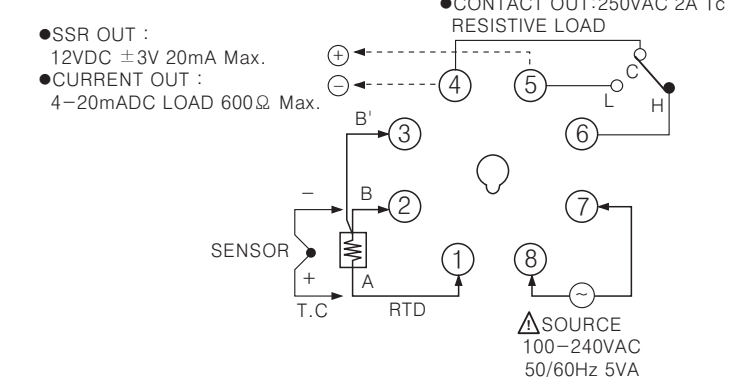 ●CONTACT OUT:250VAC 2A 1c
RESISTIVE LOAD
●SSR OUT :
12VDC ±3V 20mA Max.
●CURRENT OUT :
4-20mADC LOAD 600Ω Max.
+
-
4
5
C
L
H
B'
3
6
-
B
2
7
SENSOR
+
A
1
8
~
T.C
RTD
⚠SOURCE
100-240VAC
50/60Hz 5VA